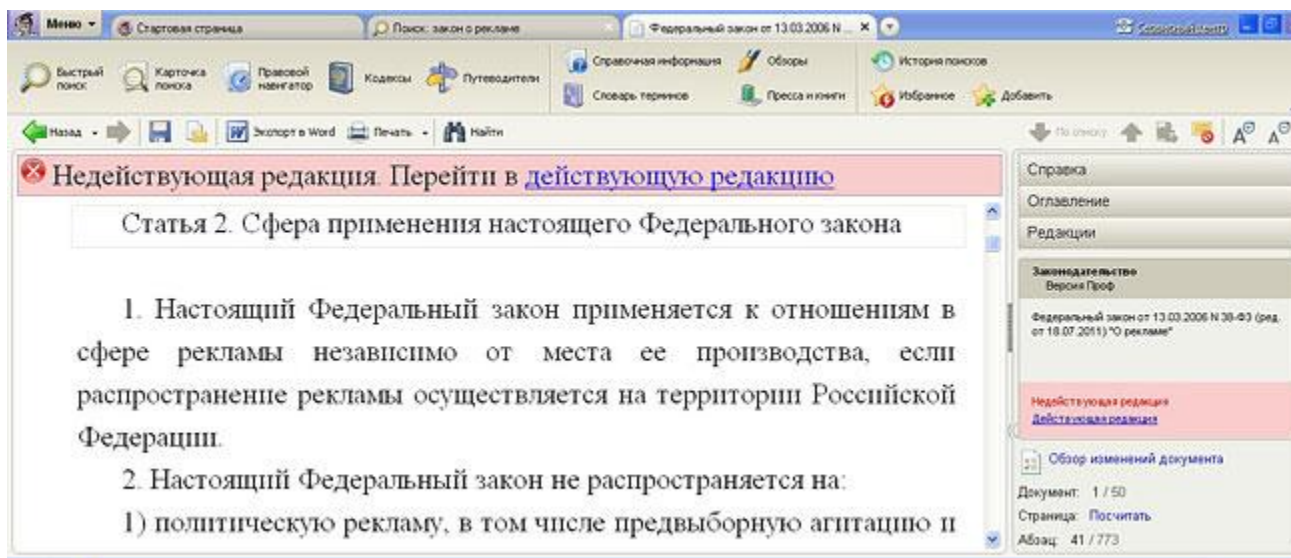 Меню
Стартовая страница
Поиск: закон о рекламе
Федеральный закон от 13.03.2006 N ...
Сервисный центр
Быстрый поиск
Карточка поиска
Правовой навигатор
Кодексы
Путеводители
Справочная информация
Словарь терминов
Обзоры
Пресса и книги
История поисков
Избранное
Добавить
Назад
Экспорт в Word
Печать
Найти
По списку
Недействующая редакция. Перейти в действующую редакцию
Статья 2. Сфера применения настоящего Федерального закона
1. Настоящий Федеральный закон применяется к отношениям в
сфере рекламы независимо от места ее производства, если
распространение рекламы осуществляется на территории Российской
Федерации.
2. Настоящий Федеральный закон не распространяется на:
1) политическую рекламу, в том числе предвыборную агитацию и
Справка
Оглавление
Редакции
Законодательство
Версия Проф
Федеральный закон от 13.03.2006 N 38-ФЗ (ред.
от 18.07.2011) "О рекламе"
Недействующая редакция
Действующая редакция
Обзор изменений документа
Документ: 1 / 50
Страница: Посчитать
Абзац: 41 / 773